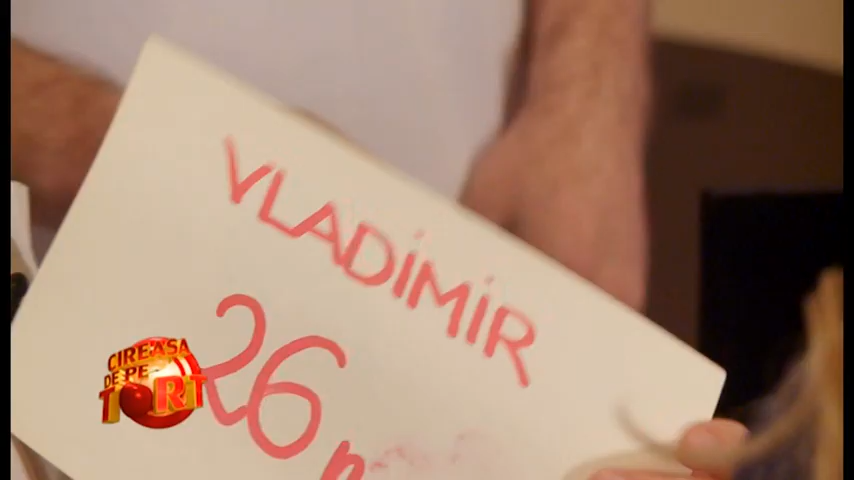 VLADiMiR
26
CIREAȘA
DE PE
TORT